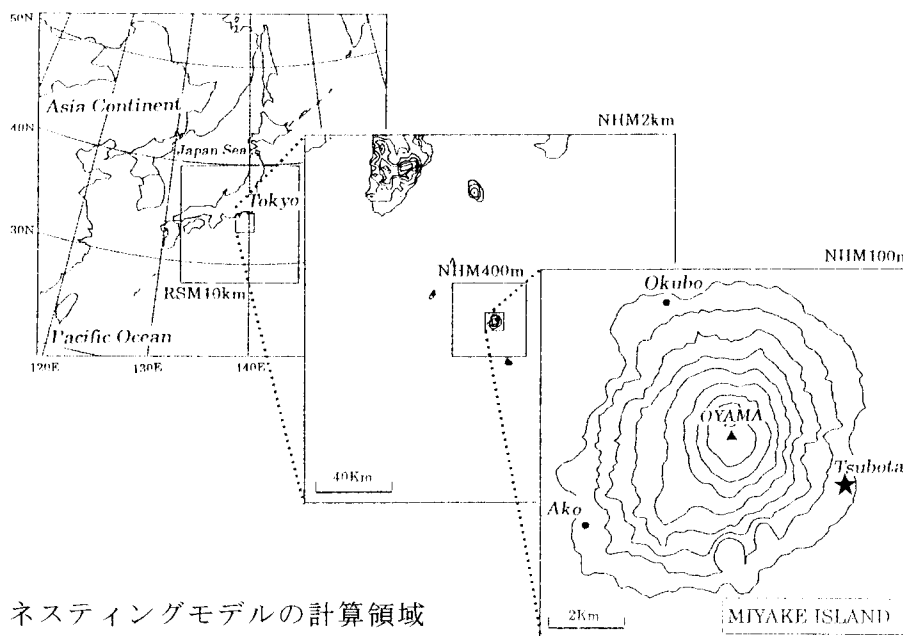 50N
Asia Continent
40N
Japan Sea
Tokyo
30N
RSM10km
Pacific Ocean
120E
130E
140E
NHM2km
NHM400m
40Km
NHM100m
Okubo
OYAMA
Tsubota
Ako
2Km
MIYAKE ISLAND
ネスティングモデルの計算領域